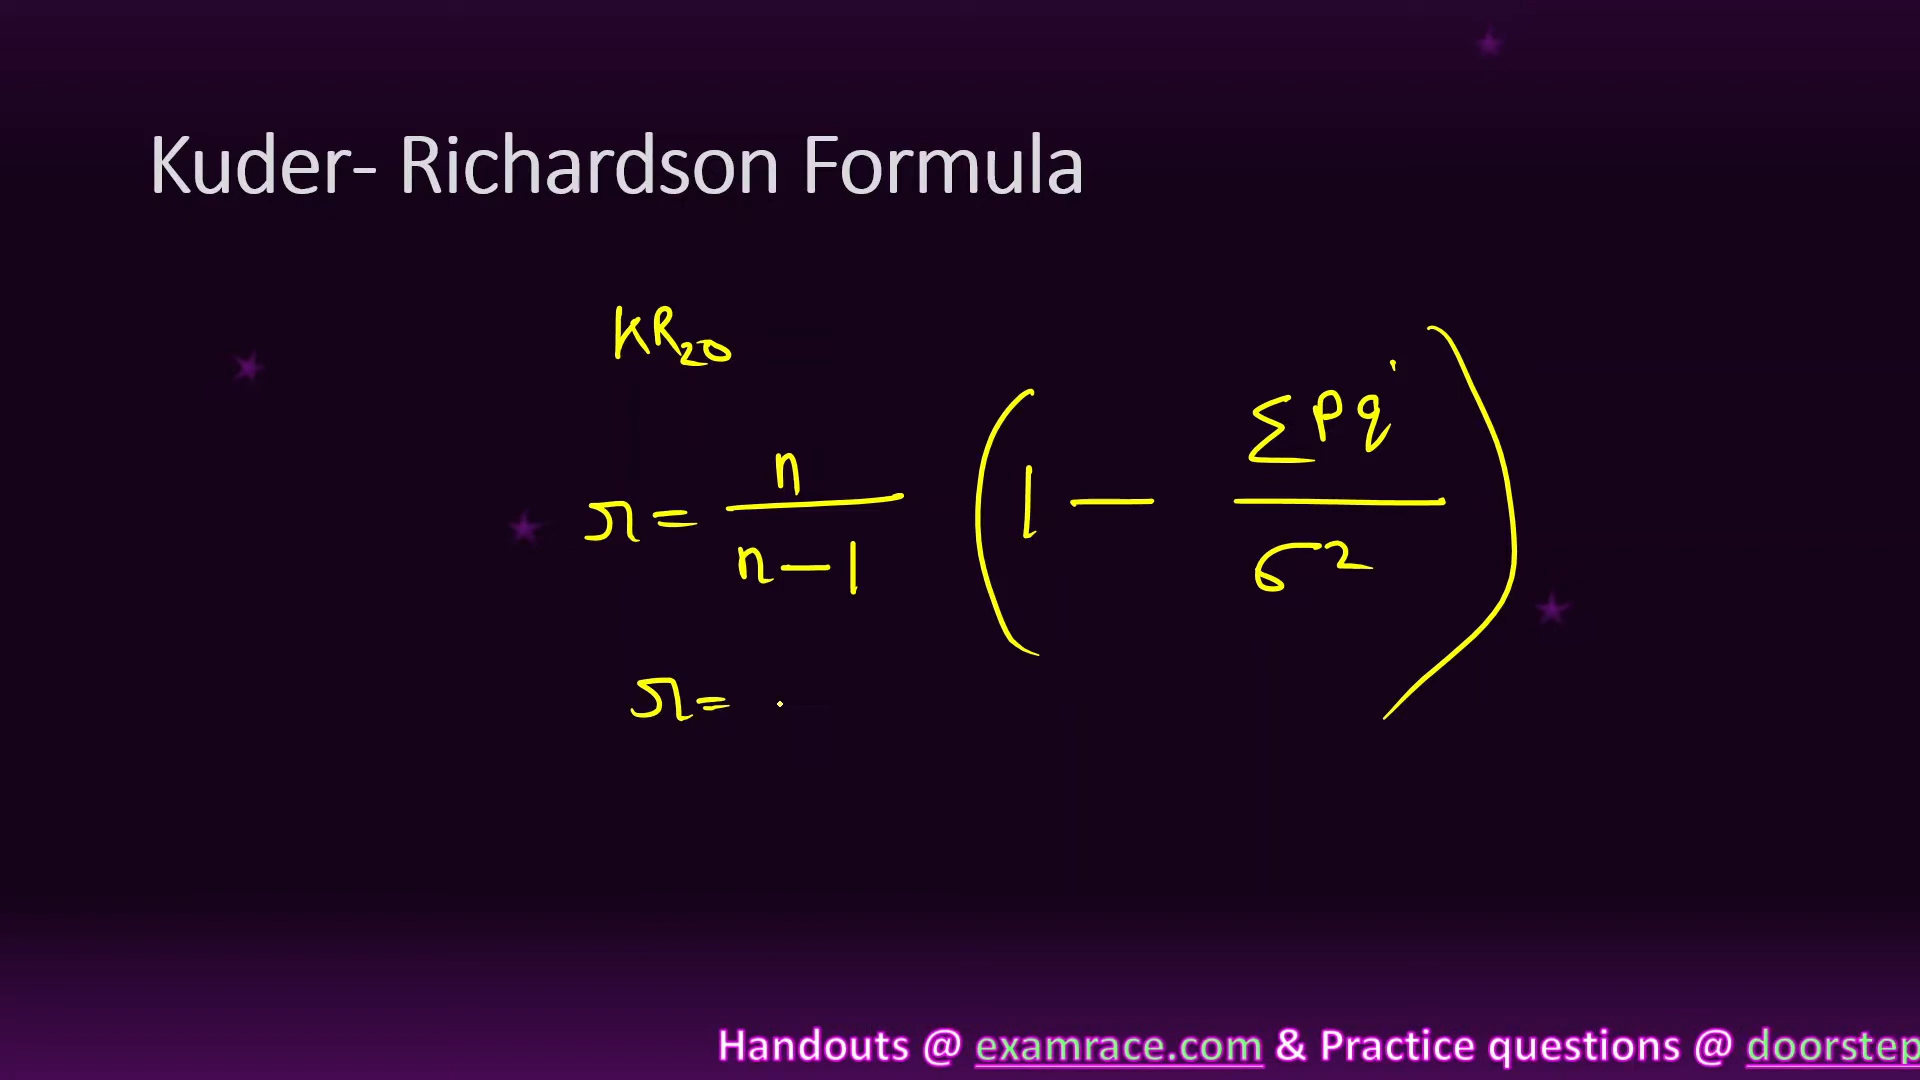 Kuder- Richardson Formula
KR₂₀
r = n / (n - 1) (1 - Σpq / σ²)
r =
Handouts @ examrace.com & Practice questions @ doorstep